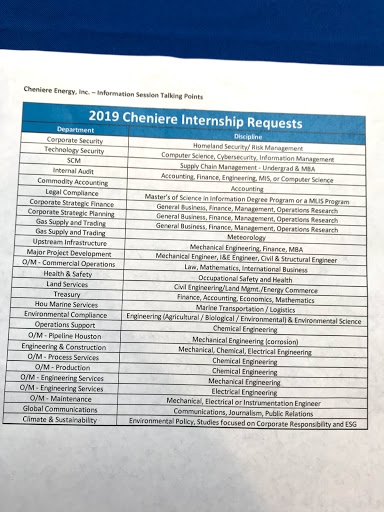 Cheniere Energy, Inc. – Information Session Talking Points
2019 Cheniere Internship Requests
Department Discipline
Corporate Security Homeland Security/ Risk Management
Technology Security Computer Science, Cybersecurity, Information Management
SCM Supply Chain Management - Undergrad & MBA
Internal Audit Accounting, Finance, Engineering, MIS, or Computer Science
Commodity Accounting Accounting
Legal Compliance Master's of Science in Information Degree Program or a MLIS Program
Corporate Strategic Finance General Business, Finance, Management, Operations Research
Corporate Strategic Planning General Business, Finance, Management, Operations Research
Gas Supply and Trading General Business, Finance, Management, Operations Research
Gas Supply and Trading Meteorology
Upstream Infrastructure Mechanical Engineering, Finance, MBA
Major Project Development Mechanical Engineer, I&E Engineer, Civil & Structural Engineer
O/M - Commercial Operations Law, Mathematics, International Business
Health & Safety Occupational Safety and Health
Land Services Civil Engineering/Land Mgmt./Energy Commerce
Treasury Finance, Accounting, Economics, Mathematics
Hou Marine Services Marine Transportation / Logistics
Environmental Compliance Engineering (Agricultural / Biological / Environmental) & Environmental Science
Operations Support Chemical Engineering
O/M - Pipeline Houston Mechanical Engineering (corrosion)
Engineering & Construction Mechanical, Chemical, Electrical Engineering
O/M - Process Services Chemical Engineering
O/M - Production Chemical Engineering
O/M - Engineering Services Mechanical Engineering
O/M - Engineering Services Electrical Engineering
O/M - Maintenance Mechanical, Electrical or Instrumentation Engineer
Global Communications Communications, Journalism, Public Relations
Climate & Sustainability Environmental Policy, Studies focused on Corporate Responsibility and ESG